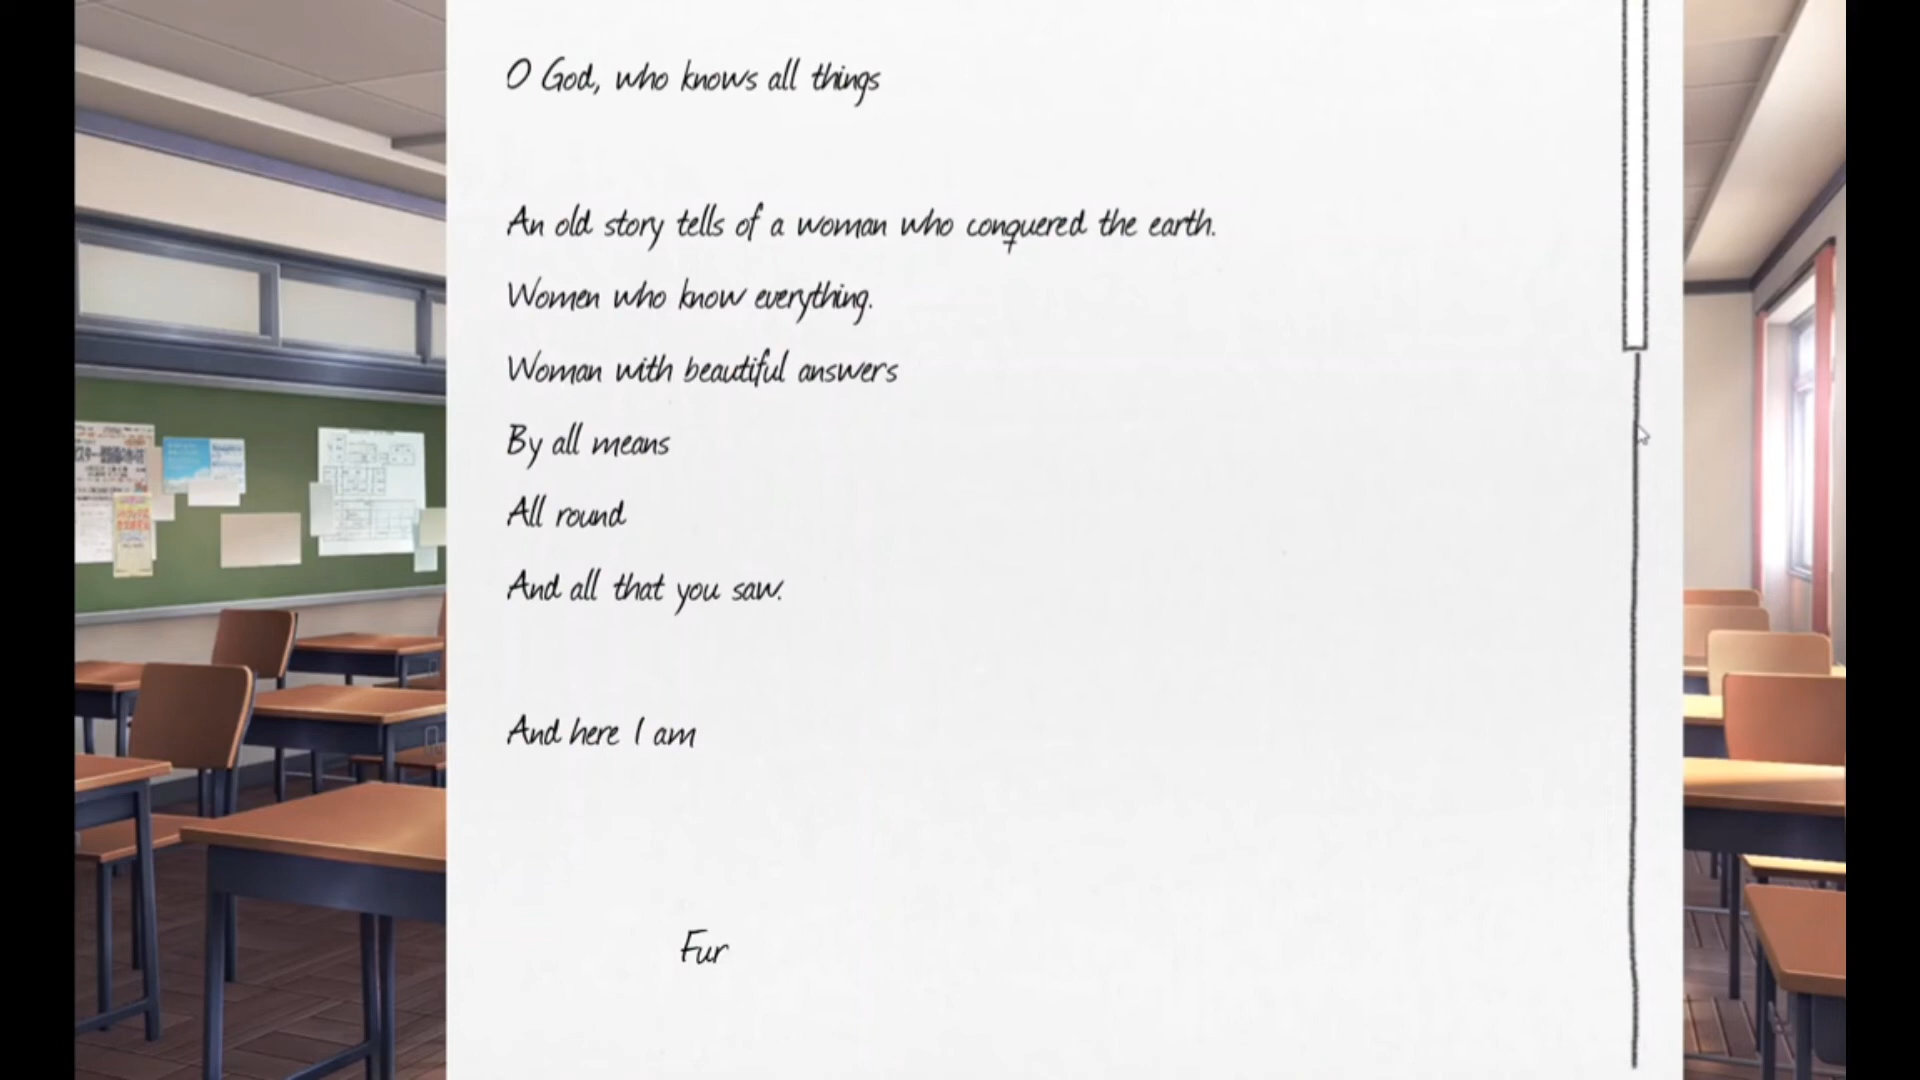 O God, who knows all things
An old story tells of a woman who conquered the earth.
Women who know everything.
Woman with beautiful answers
By all means
All round
And all that you saw.
And here I am
Fur